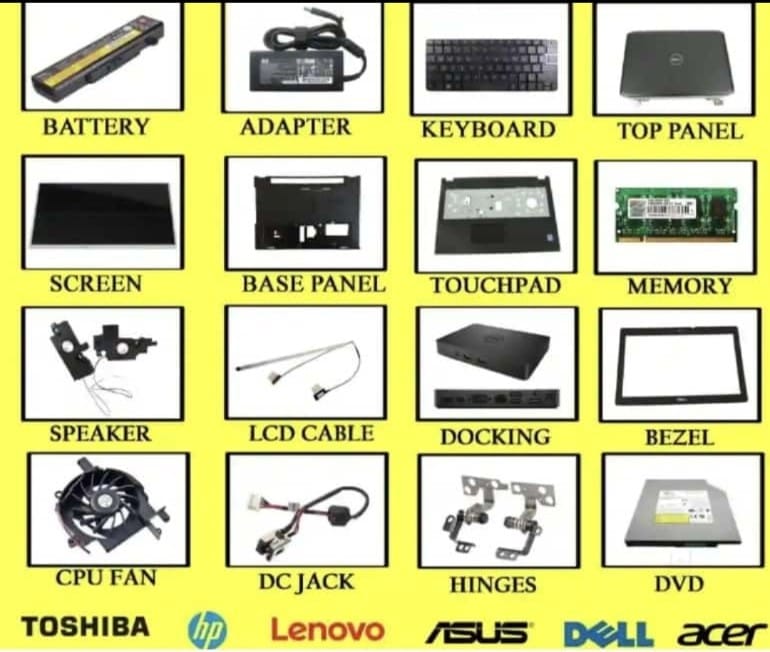 BATTERY
ADAPTER
KEYBOARD
TOP PANEL
SCREEN
BASE PANEL
TOUCHPAD
MEMORY
SPEAKER
LCD CABLE
DOCKING
BEZEL
CPU FAN
DC JACK
HINGES
DVD
TOSHIBA
hp
Lenovo
ASUS
DELL
acer